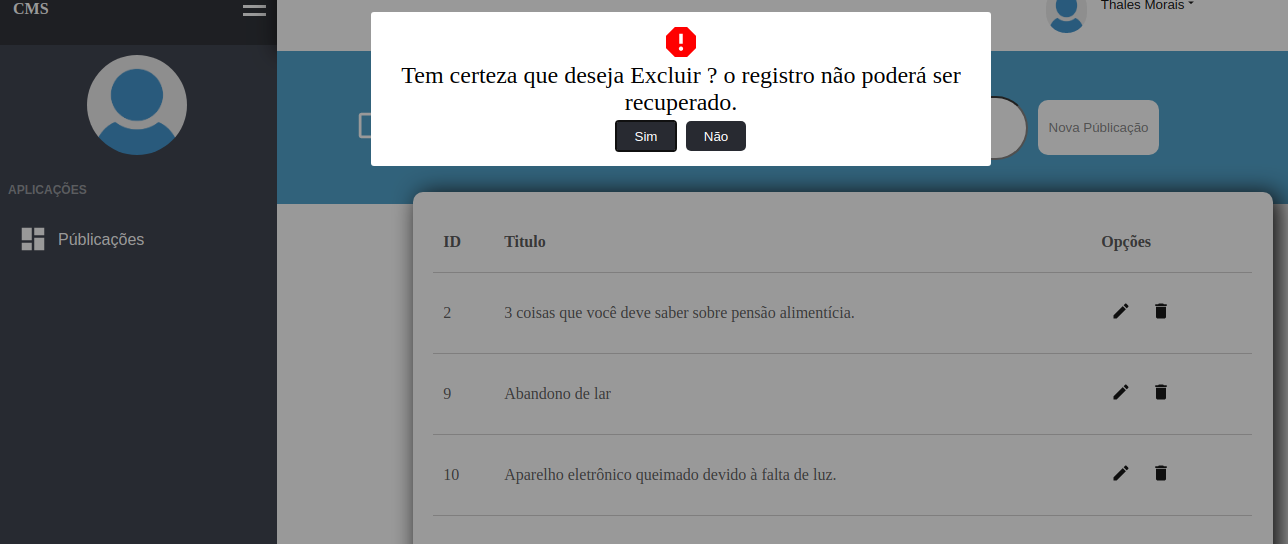 CMS
Thales Morais
Tem certeza que deseja Excluir ? o registro não poderá ser
recuperado.
Sim Não
Nova Públicação
APLICAÇÕES
Públicações
ID Titulo Opções
2 3 coisas que você deve saber sobre pensão alimentícia.
9 Abandono de lar
10 Aparelho eletrônico queimado devido à falta de luz.